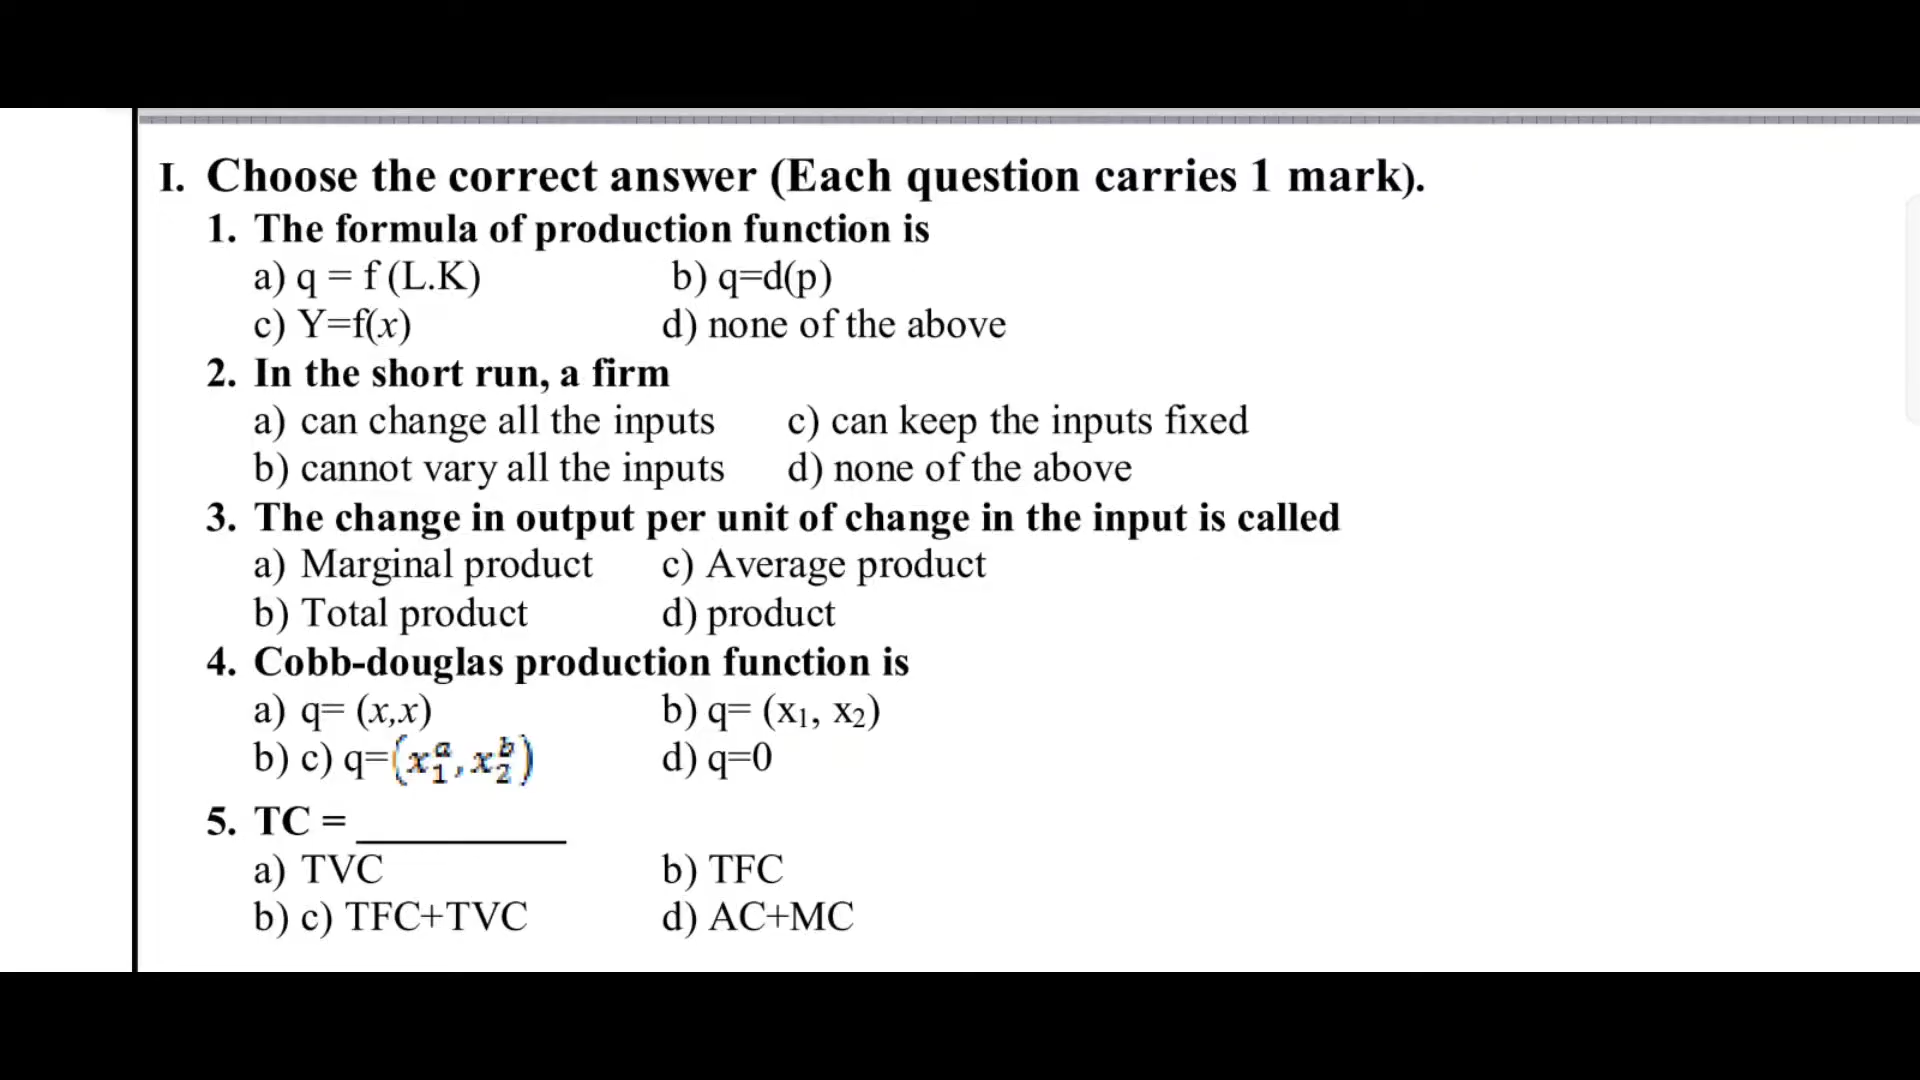 I. Choose the correct answer (Each question carries 1 mark).
1. The formula of production function is
a) q = f (L.K) b) q=d(p)
c) Y=f(x) d) none of the above
2. In the short run, a firm
a) can change all the inputs c) can keep the inputs fixed
b) cannot vary all the inputs d) none of the above
3. The change in output per unit of change in the input is called
a) Marginal product c) Average product
b) Total product d) product
4. Cobb-douglas production function is
a) q= (x,x) b) q= (x₁, x₂)
b) c) q=(x₁ᵃ, x₂ᵇ) d) q=0
5. TC = __________
a) TVC b) TFC
b) c) TFC+TVC d) AC+MC